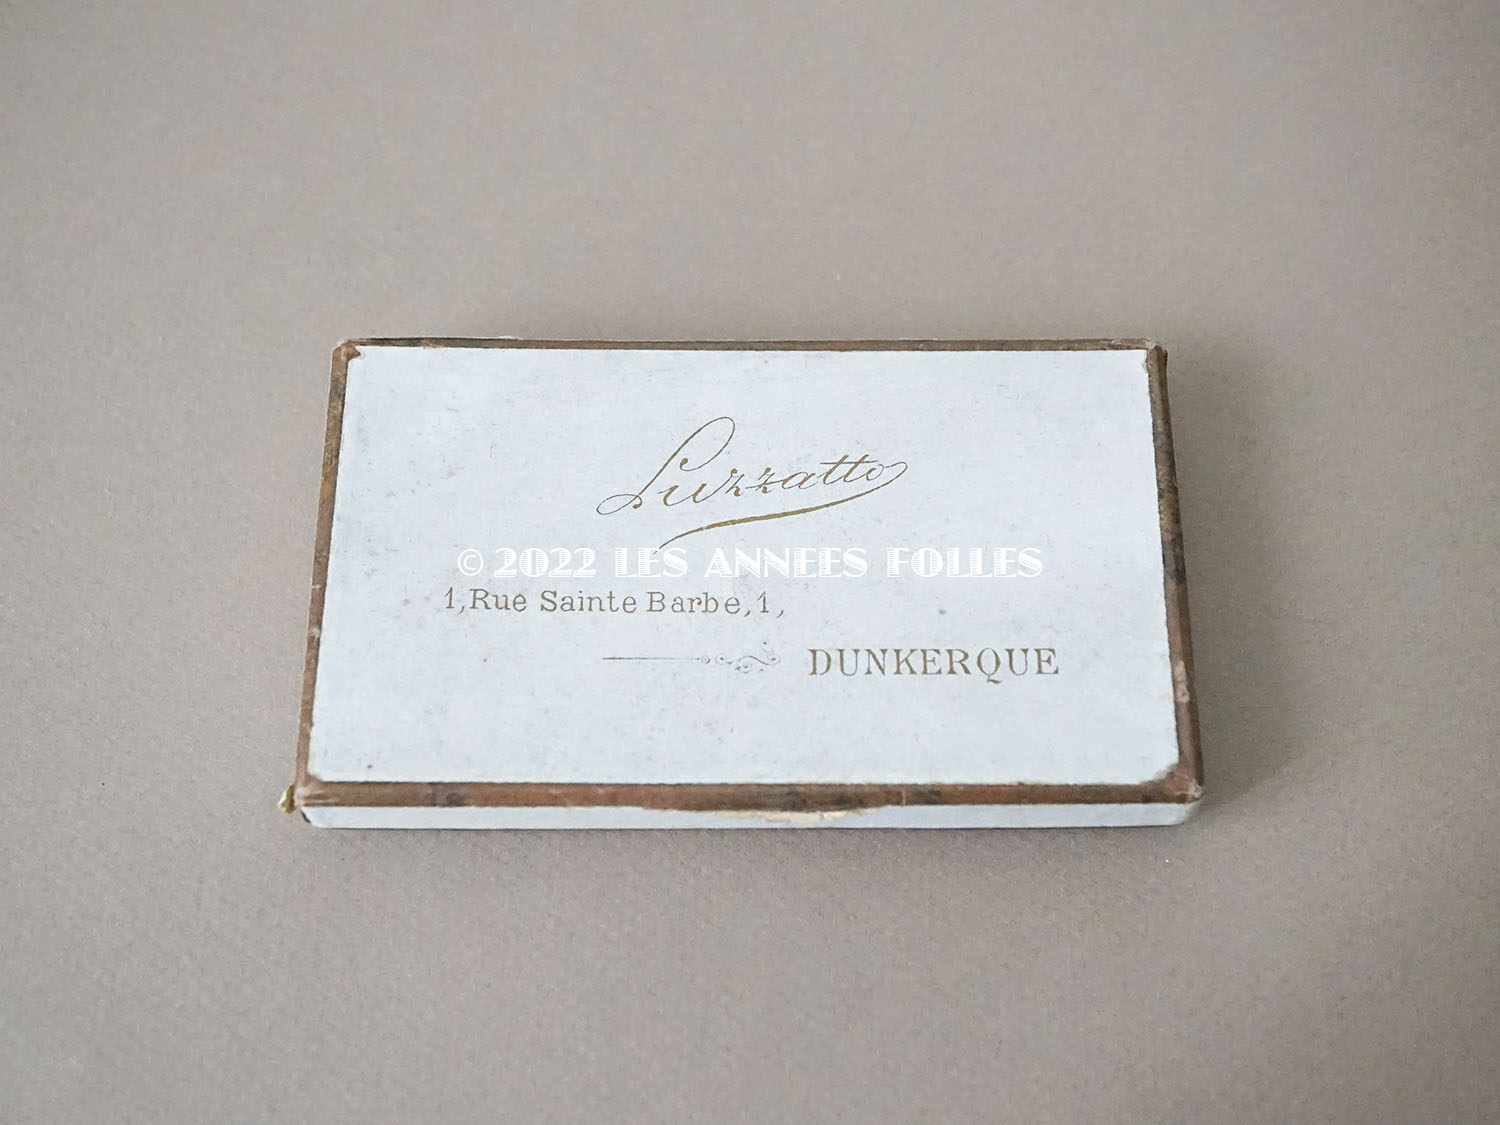 Luzzatto
© 2022 LES ANNEES FOLLES
1, Rue Sainte Barbe, 1,
DUNKERQUE